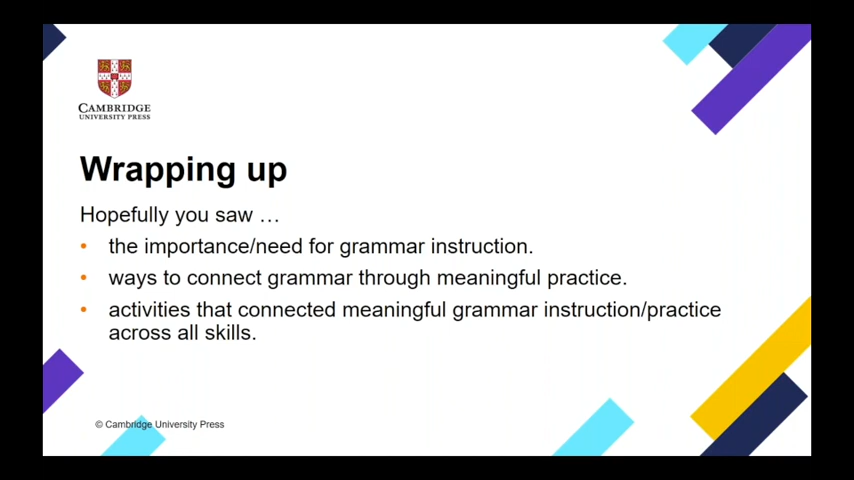 CAMBRIDGE
UNIVERSITY PRESS
Wrapping up
Hopefully you saw …
• the importance/need for grammar instruction.
• ways to connect grammar through meaningful practice.
• activities that connected meaningful grammar instruction/practice
across all skills.
© Cambridge University Press